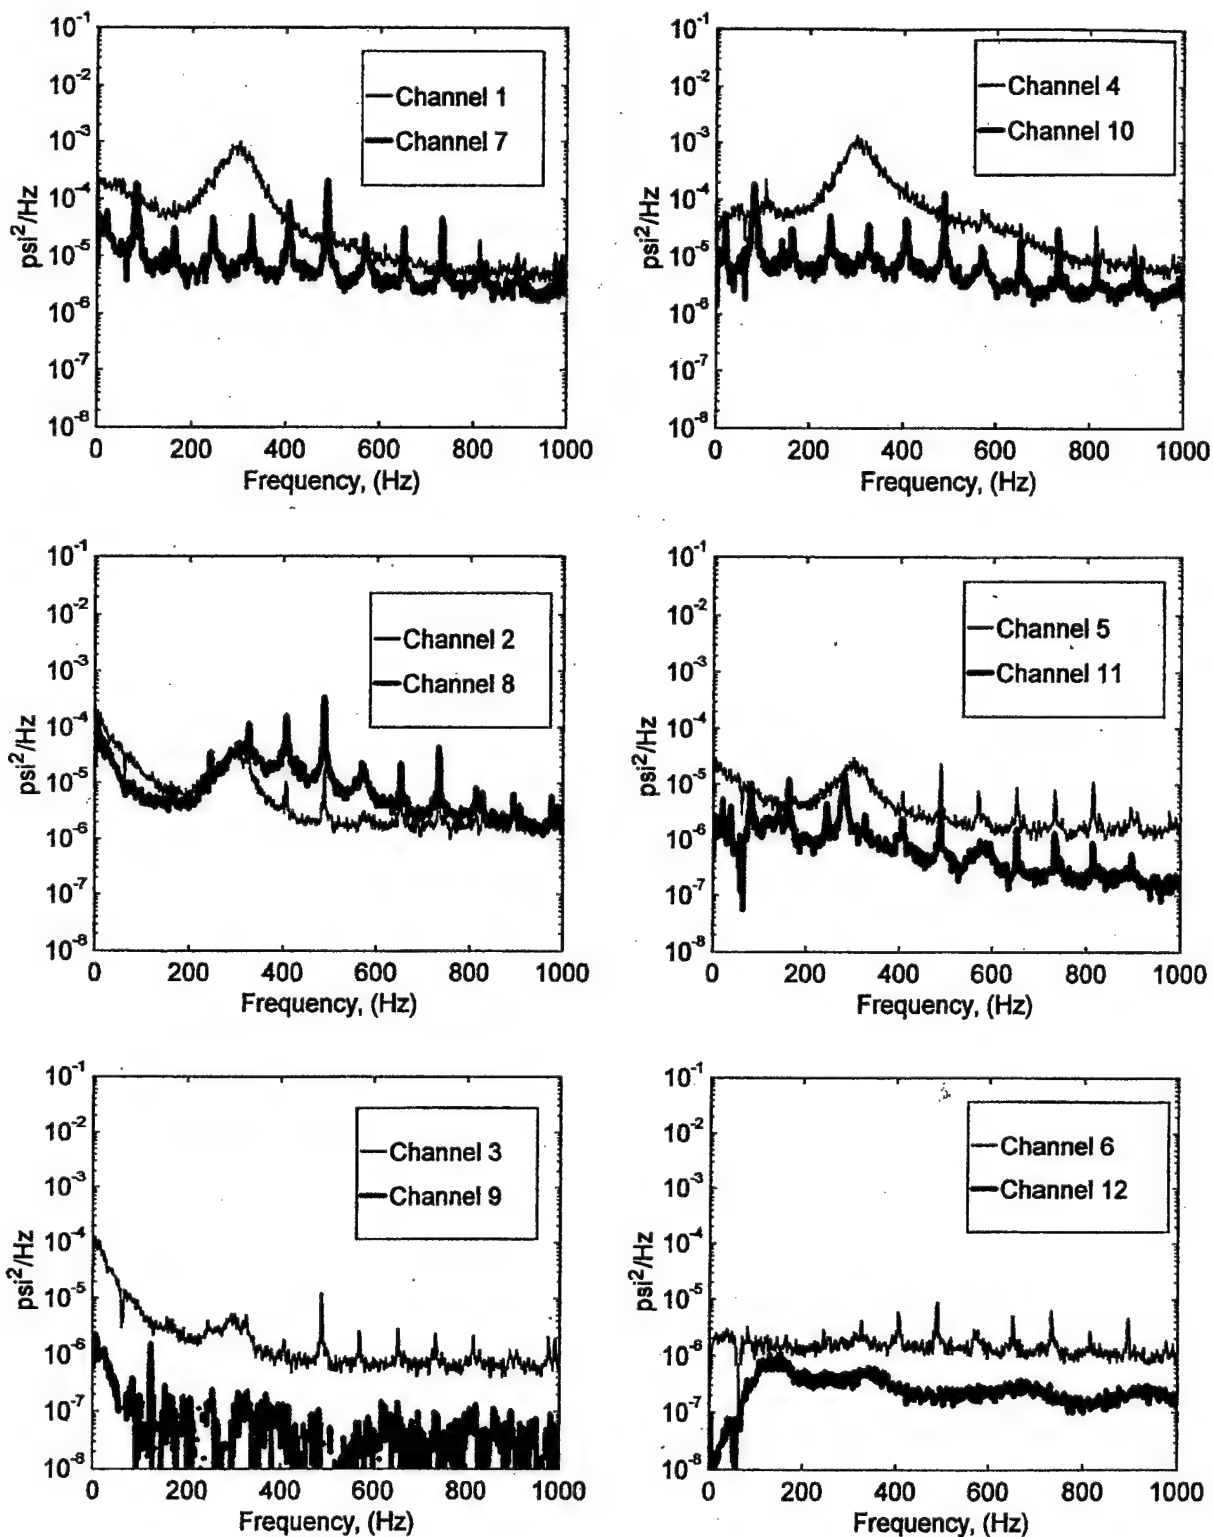 10-1
10-2
10-3
10-4
10-5
10-6
10-7
10-8
psi2/Hz
Channel 1
Channel 7
0 200 400 600 800 1000
Frequency, (Hz)
10-1
10-2
10-3
10-4
10-5
10-6
10-7
10-8
psi2/Hz
Channel 4
Channel 10
0 200 400 600 800 1000
Frequency, (Hz)
10-1
10-2
10-3
10-4
10-5
10-6
10-7
10-8
psi2/Hz
Channel 2
Channel 8
0 200 400 600 800 1000
Frequency, (Hz)
10-1
10-2
10-3
10-4
10-5
10-6
10-7
10-8
psi2/Hz
Channel 5
Channel 11
0 200 400 600 800 1000
Frequency, (Hz)
10-1
10-2
10-3
10-4
10-5
10-6
10-7
10-8
psi2/Hz
Channel 3
Channel 9
0 200 400 600 800 1000
Frequency, (Hz)
10-1
10-2
10-3
10-4
10-5
10-6
10-7
10-8
psi2/Hz
Channel 6
Channel 12
0 200 400 600 800 1000
Frequency, (Hz)